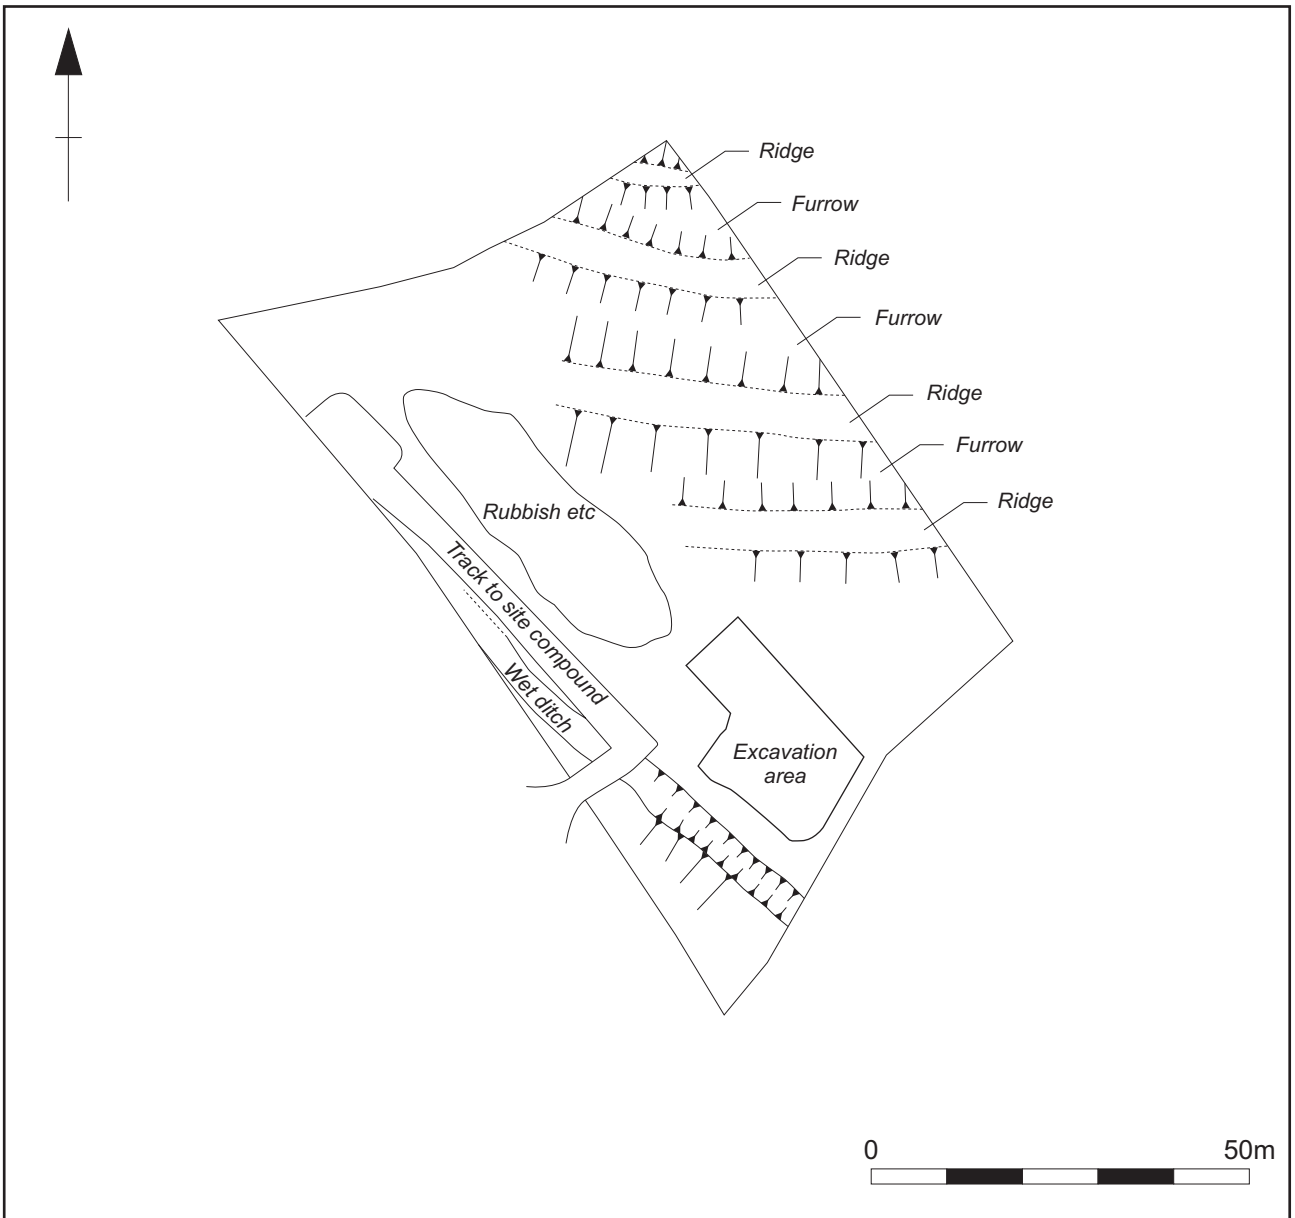 Ridge
Furrow
Ridge
Furrow
Ridge
Furrow
Ridge
Rubbish etc
Track to site compound
Wet ditch
Excavation
area
0 50m